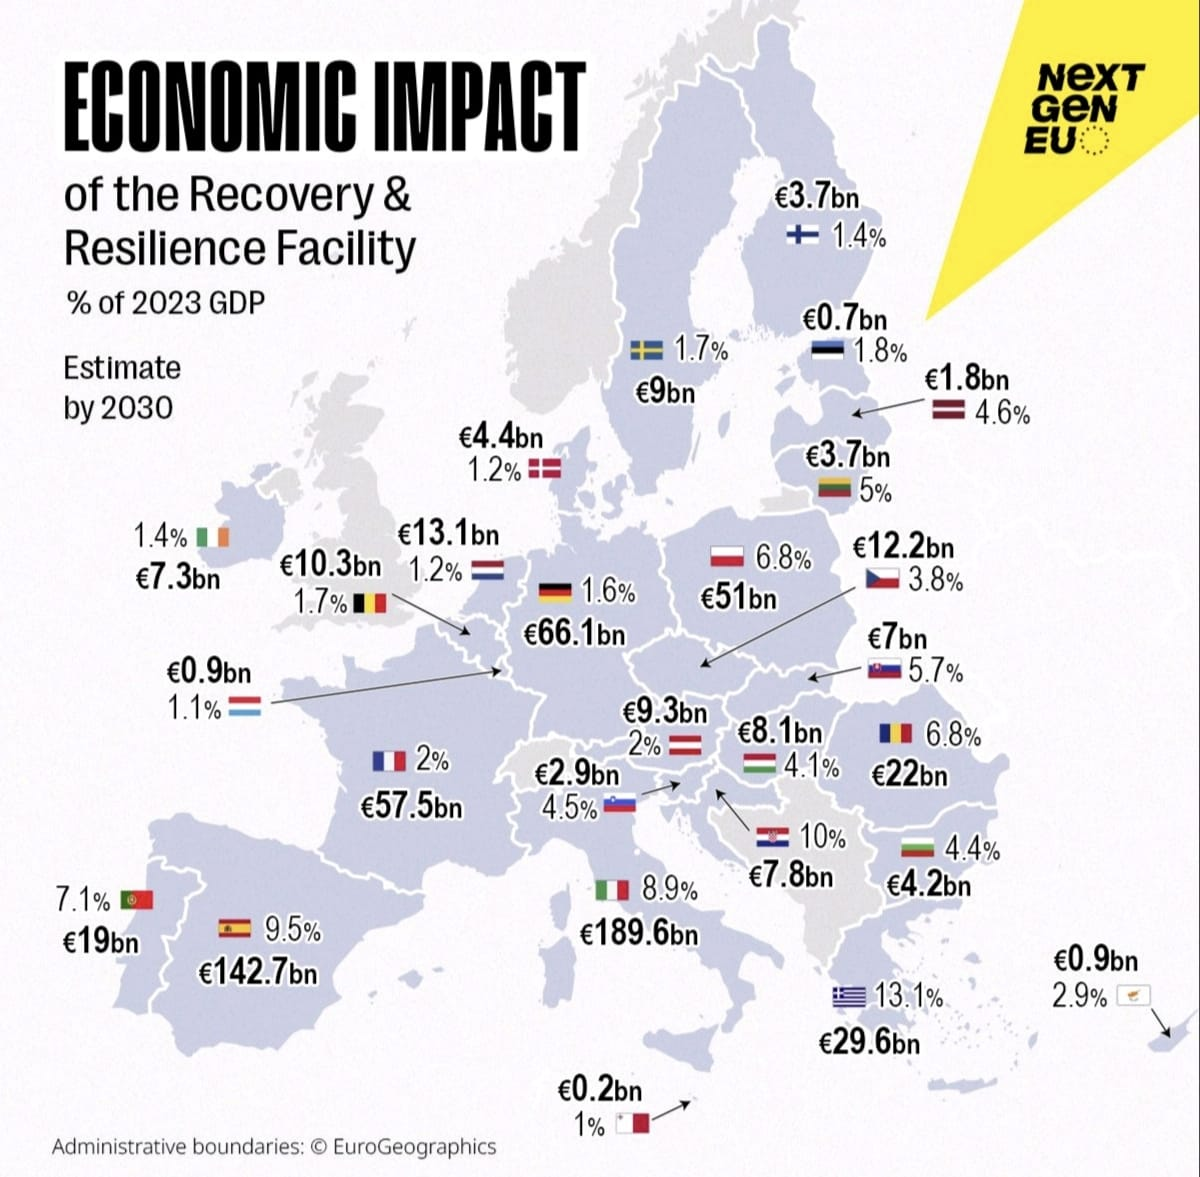 ECONOMIC IMPACT
of the Recovery &
Resilience Facility
% of 2023 GDP
Estimate
by 2030
NEXT
GEN
EU
€3.7bn
1.4%
€0.7bn
1.8%
1.7%
€9bn
€1.8bn
4.6%
€4.4bn
1.2%
€3.7bn
5%
1.4%
€7.3bn
€13.1bn
1.2%
€10.3bn
1.7%
1.6%
€66.1bn
6.8%
€51bn
€12.2bn
3.8%
€7bn
5.7%
€0.9bn
1.1%
€9.3bn
2%
€8.1bn
4.1%
6.8%
€22bn
2%
€57.5bn
€2.9bn
4.5%
10%
€7.8bn
4.4%
€4.2bn
7.1%
€19bn
9.5%
€142.7bn
8.9%
€189.6bn
€0.9bn
2.9%
13.1%
€29.6bn
€0.2bn
1%
Administrative boundaries: © EuroGeographics